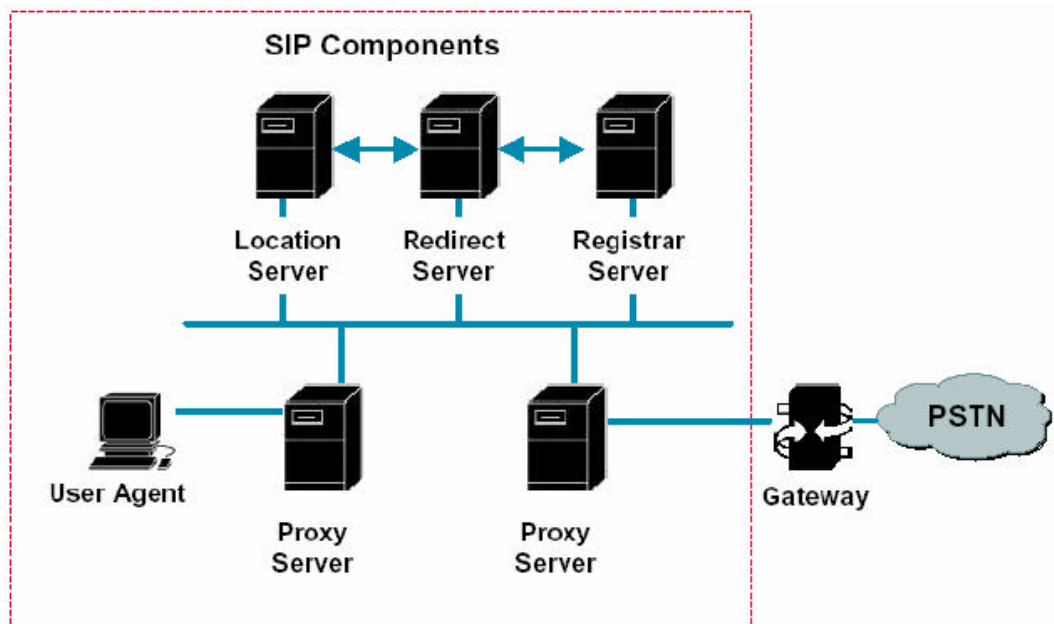 SIP Components
Location
Server
Redirect
Server
Registrar
Server
User Agent
Proxy
Server
Proxy
Server
Gateway
PSTN